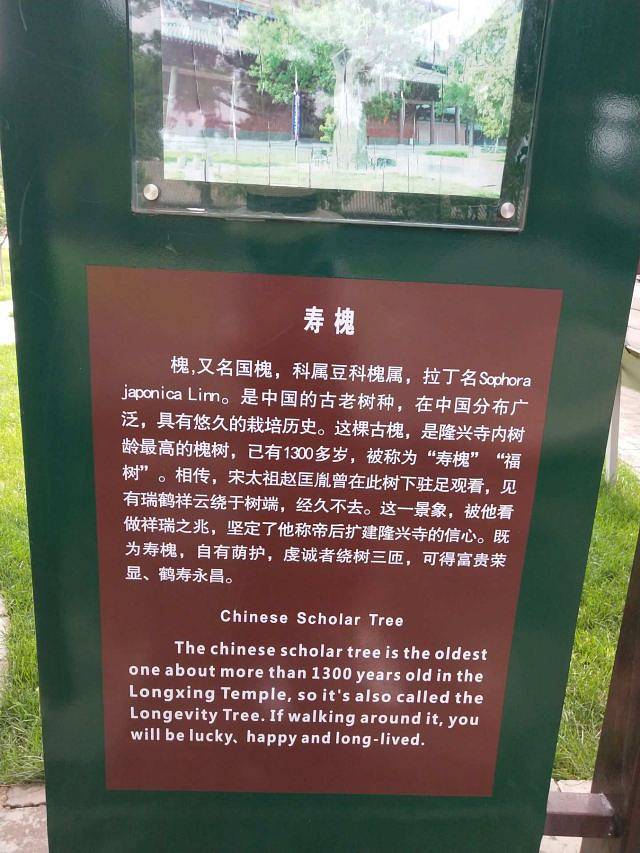 寿槐
槐,又名国槐，科属豆科槐属，拉丁名Sophora
japonica Linn。是中国的古老树种，在中国分布广
泛，具有悠久的栽培历史。这棵古槐，是隆兴寺内树
龄最高的槐树，已有1300多岁，被称为“寿槐”“福
树”。相传，宋太祖赵匡胤曾在此树下驻足观看，见
有瑞鹤祥云绕于树端，经久不去。这一景象，被他看
做祥瑞之兆，坚定了他称帝后扩建隆兴寺的信心。既
为寿槐，自有荫护，虔诚者绕树三匝，可得富贵荣
显、鹤寿永昌。
Chinese Scholar Tree
The chinese scholar tree is the oldest
one about more than 1300 years old in the
Longxing Temple, so it's also called the
Longevity Tree. If walking around it, you
will be lucky、happy and long-lived.